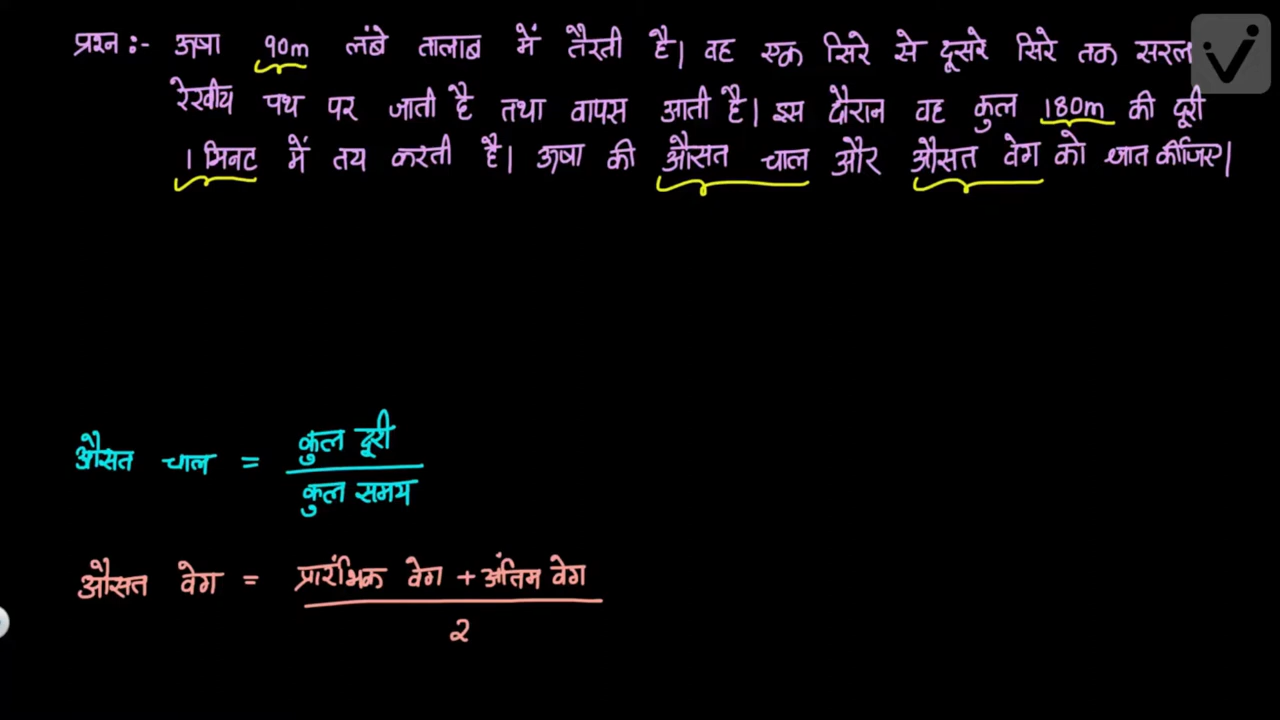 प्रश्न :- ऊषा 90m लंबे तालाब में तैरती है। वह एक सिरे से दूसरे सिरे तक सरल
रेखीय पथ पर जाती है तथा वापस आती है। इस दौरान वह कुल 180m की दूरी
1 मिनट में तय करती है। ऊषा की औसत चाल और औसत वेग को ज्ञात कीजिए।
औसत चाल = कुल दूरी
कुल समय
औसत वेग = प्रारंभिक वेग + अंतिम वेग
2